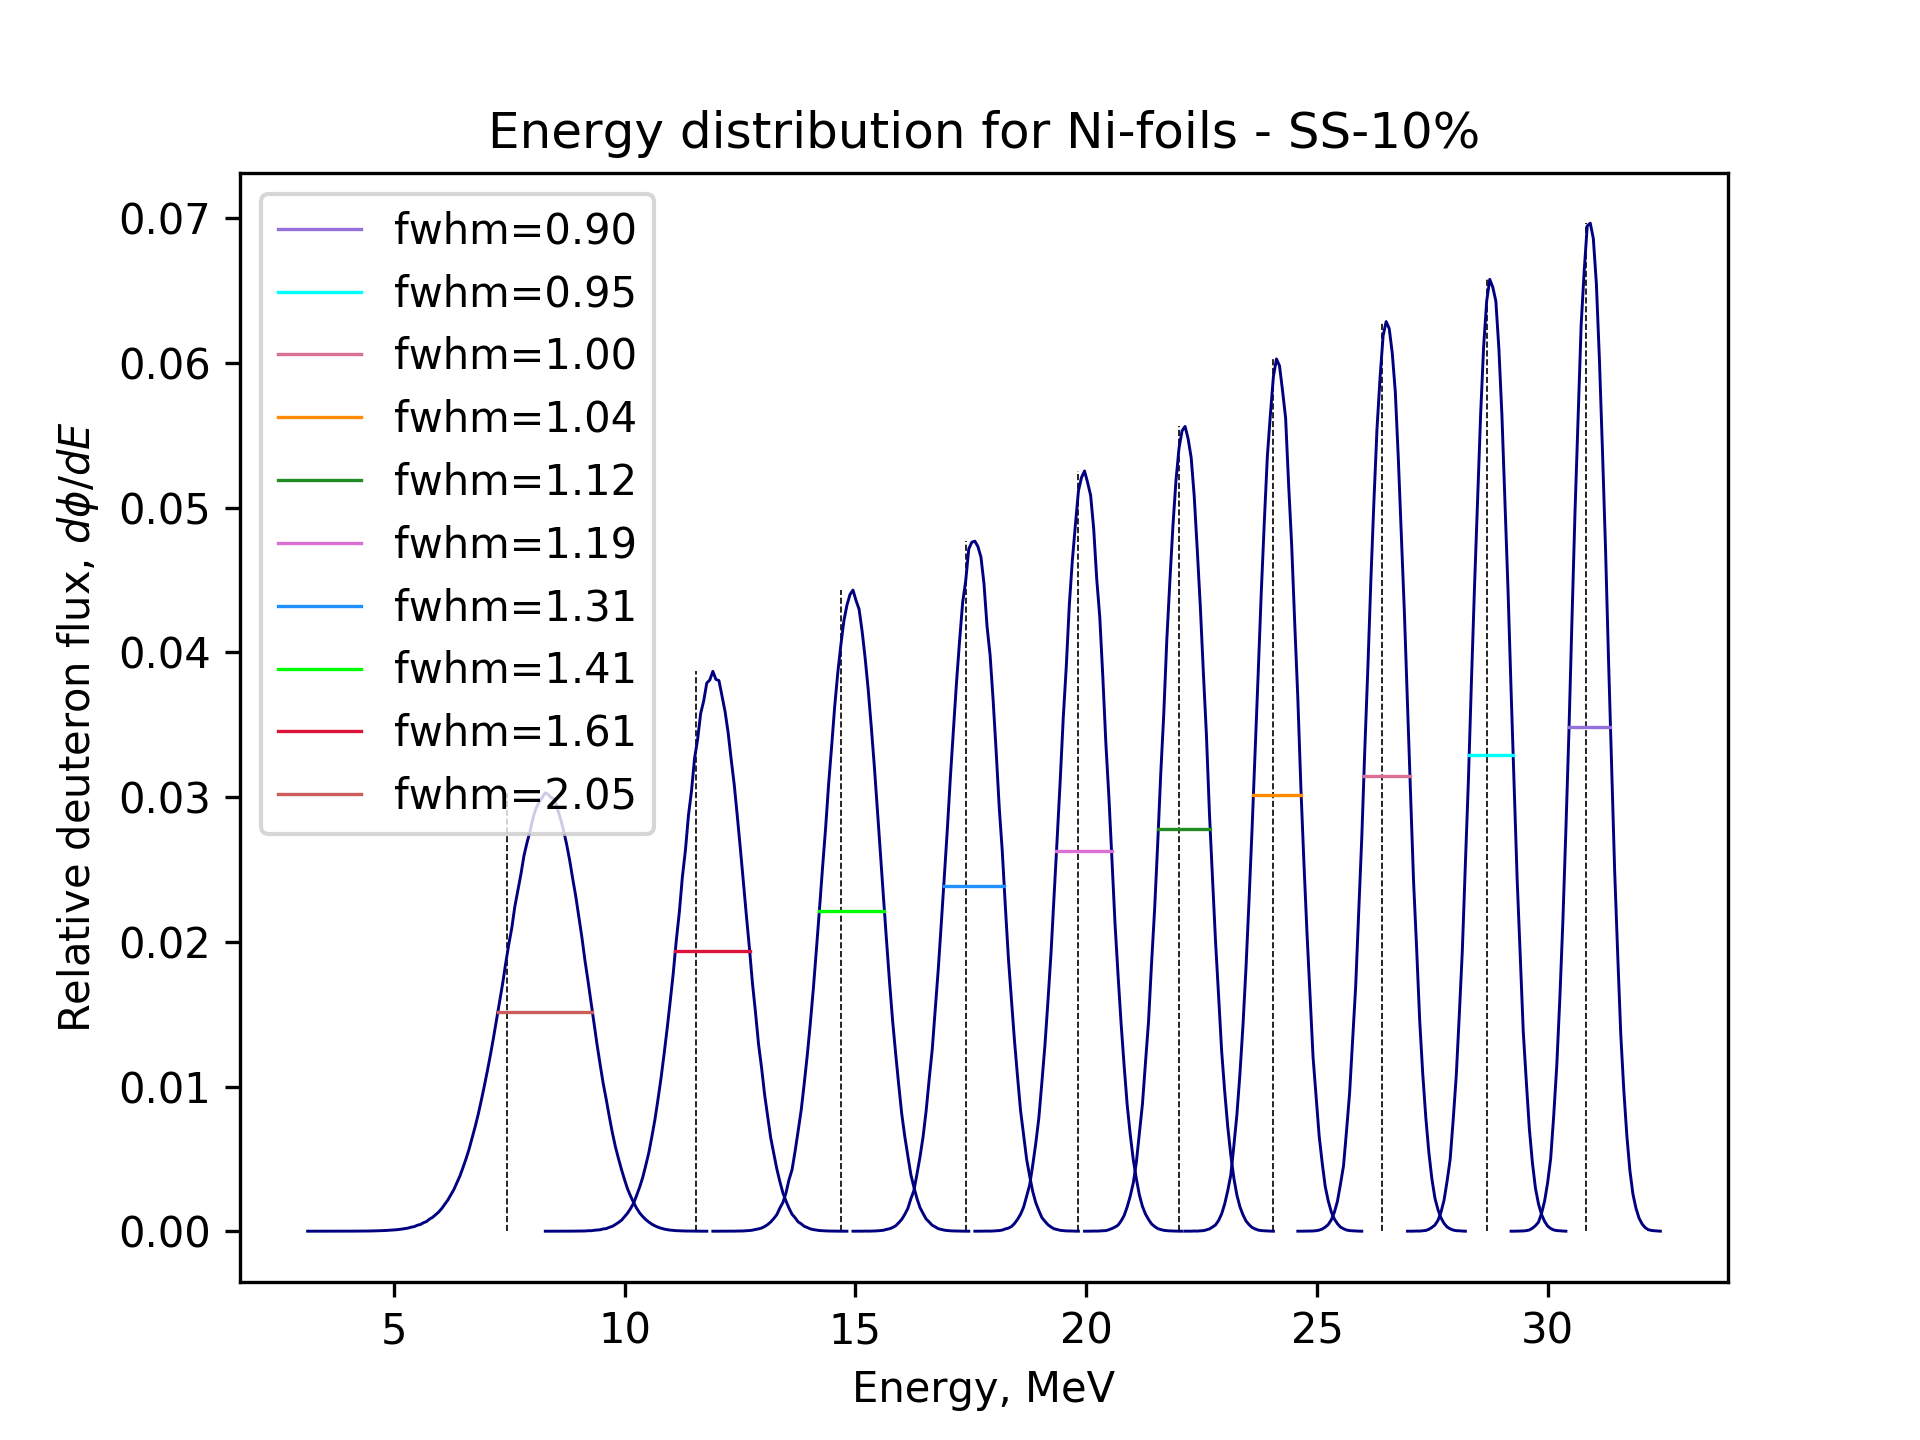 Energy distribution for Ni-foils - SS-10%
fwhm=0.90
fwhm=0.95
fwhm=1.00
fwhm=1.04
fwhm=1.12
fwhm=1.19
fwhm=1.31
fwhm=1.41
fwhm=1.61
fwhm=2.05
Relative deuteron flux, dϕ/dE
0.07
0.06
0.05
0.04
0.03
0.02
0.01
0.00
5 10 15 20 25 30
Energy, MeV